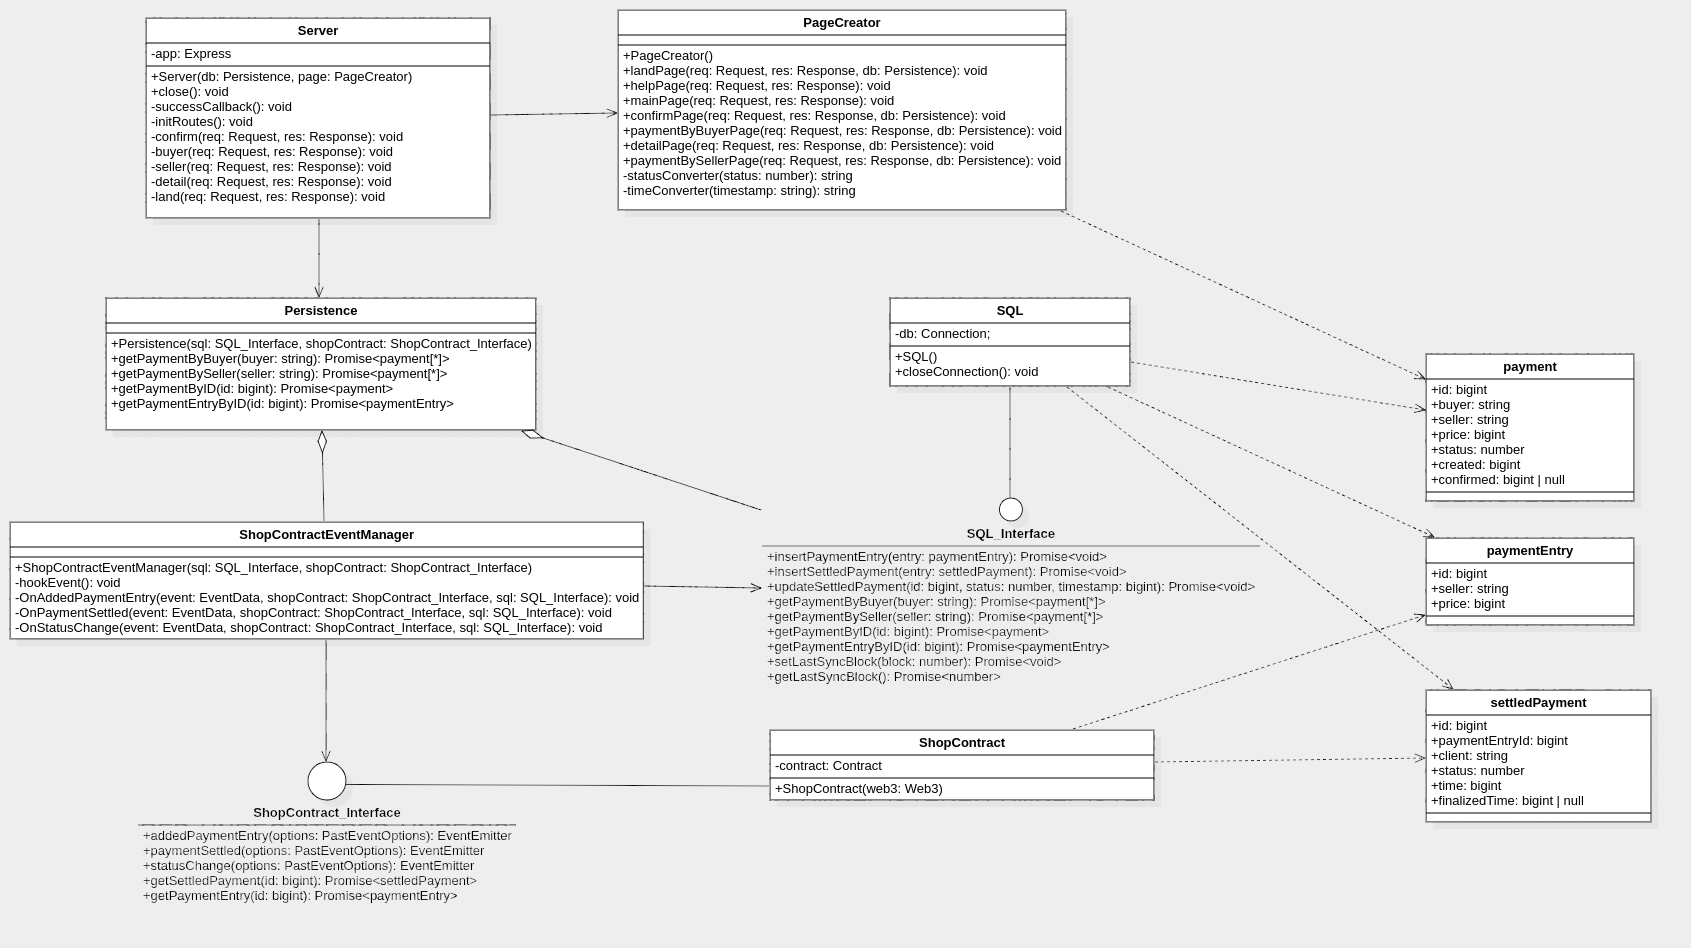 Server
-app: Express
+Server(db: Persistence, page: PageCreator)
+close(): void
-successCallback(): void
-initRoutes(): void
-confirm(req: Request, res: Response): void
-buyer(req: Request, res: Response): void
-seller(req: Request, res: Response): void
-detail(req: Request, res: Response): void
-land(req: Request, res: Response): void
PageCreator
+PageCreator()
+landPage(req: Request, res: Response, db: Persistence): void
+helpPage(req: Request, res: Response): void
+mainPage(req: Request, res: Response): void
+confirmPage(req: Request, res: Response, db: Persistence): void
+paymentByBuyerPage(req: Request, res: Response, db: Persistence): void
+detailPage(req: Request, res: Response, db: Persistence): void
+paymentBySellerPage(req: Request, res: Response, db: Persistence): void
-statusConverter(status: number): string
-timeConverter(timestamp: string): string
Persistence
+Persistence(sql: SQL_Interface, shopContract: ShopContract_Interface)
+getPaymentByBuyer(buyer: string): Promise<payment[*]>
+getPaymentBySeller(seller: string): Promise<payment[*]>
+getPaymentByID(id: bigint): Promise<payment>
+getPaymentEntryByID(id: bigint): Promise<paymentEntry>
SQL
-db: Connection;
+SQL()
+closeConnection(): void
payment
+id: bigint
+buyer: string
+seller: string
+price: bigint
+status: number
+created: bigint
+confirmed: bigint | null
ShopContractEventManager
+ShopContractEventManager(sql: SQL_Interface, shopContract: ShopContract_Interface)
-hookEvent(): void
-OnAddedPaymentEntry(event: EventData, shopContract: ShopContract_Interface, sql: SQL_Interface): void
-OnPaymentSettled(event: EventData, shopContract: ShopContract_Interface, sql: SQL_Interface): void
-OnStatusChange(event: EventData, shopContract: ShopContract_Interface, sql: SQL_Interface): void
SQL_Interface
+insertPaymentEntry(entry: paymentEntry): Promise<void>
+insertSettledPayment(entry: settledPayment): Promise<void>
+updateSettledPayment(id: bigint, status: number, timestamp: bigint): Promise<void>
+getPaymentByBuyer(buyer: string): Promise<payment[*]>
+getPaymentBySeller(seller: string): Promise<payment[*]>
+getPaymentByID(id: bigint): Promise<payment>
+getPaymentEntryByID(id: bigint): Promise<paymentEntry>
+setLastSyncBlock(block: number): Promise<void>
+getLastSyncBlock(): Promise<number>
paymentEntry
+id: bigint
+seller: string
+price: bigint
settledPayment
+id: bigint
+paymentEntryId: bigint
+client: string
+status: number
+time: bigint
+finalizedTime: bigint | null
ShopContract
-contract: Contract
+ShopContract(web3: Web3)
ShopContract_Interface
+addedPaymentEntry(options: PastEventOptions): EventEmitter
+paymentSettled(options: PastEventOptions): EventEmitter
+statusChange(options: PastEventOptions): EventEmitter
+getSettledPayment(id: bigint): Promise<settledPayment>
+getPaymentEntry(id: bigint): Promise<paymentEntry>